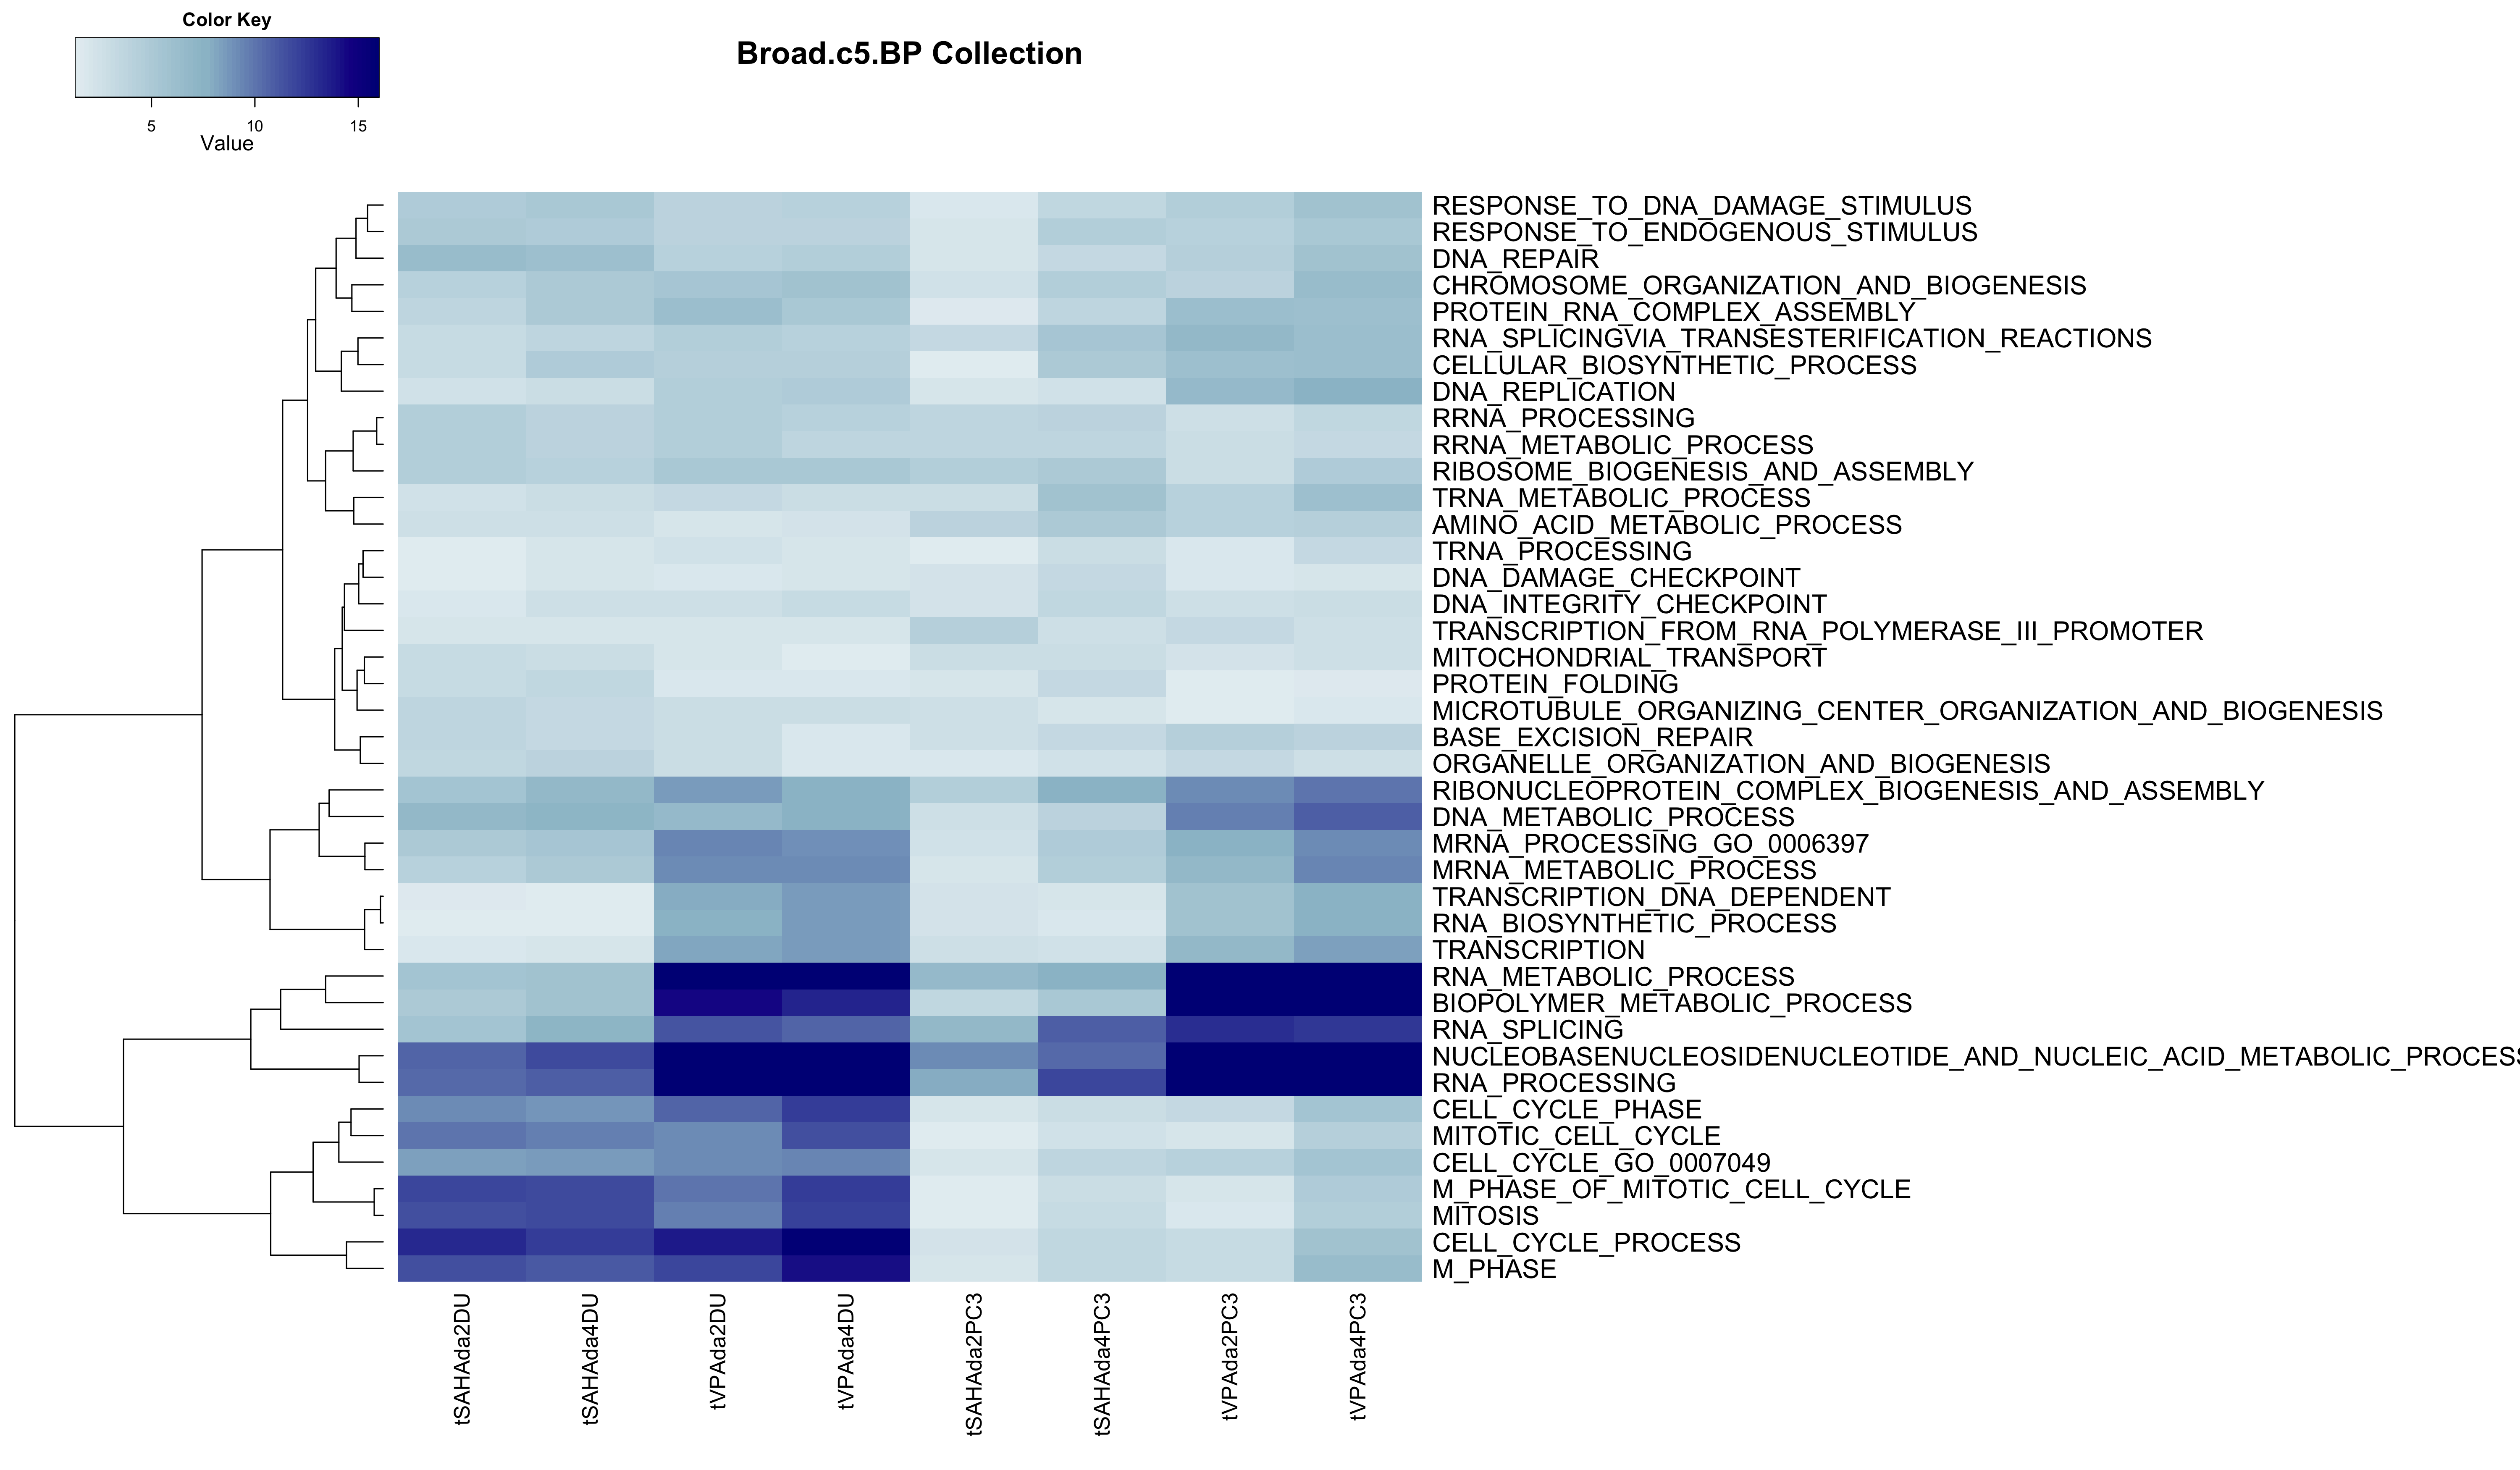 Color Key
5 10 15
Value
Broad.c5.BP Collection
RESPONSE_TO_DNA_DAMAGE_STIMULUS
RESPONSE_TO_ENDOGENOUS_STIMULUS
DNA_REPAIR
CHROMOSOME_ORGANIZATION_AND_BIOGENESIS
PROTEIN_RNA_COMPLEX_ASSEMBLY
RNA_SPLICINGVIA_TRANSESTERIFICATION_REACTIONS
CELLULAR_BIOSYNTHETIC_PROCESS
DNA_REPLICATION
RRNA_PROCESSING
RRNA_METABOLIC_PROCESS
RIBOSOME_BIOGENESIS_AND_ASSEMBLY
TRNA_METABOLIC_PROCESS
AMINO_ACID_METABOLIC_PROCESS
TRNA_PROCESSING
DNA_DAMAGE_CHECKPOINT
DNA_INTEGRITY_CHECKPOINT
TRANSCRIPTION_FROM_RNA_POLYMERASE_III_PROMOTER
MITOCHONDRIAL_TRANSPORT
PROTEIN_FOLDING
MICROTUBULE_ORGANIZING_CENTER_ORGANIZATION_AND_BIOGENESIS
BASE_EXCISION_REPAIR
ORGANELLE_ORGANIZATION_AND_BIOGENESIS
RIBONUCLEOPROTEIN_COMPLEX_BIOGENESIS_AND_ASSEMBLY
DNA_METABOLIC_PROCESS
MRNA_PROCESSING_GO_0006397
MRNA_METABOLIC_PROCESS
TRANSCRIPTION_DNA_DEPENDENT
RNA_BIOSYNTHETIC_PROCESS
TRANSCRIPTION
RNA_METABOLIC_PROCESS
BIOPOLYMER_METABOLIC_PROCESS
RNA_SPLICING
NUCLEOBASENUCLEOSIDENUCLEOTIDE_AND_NUCLEIC_ACID_METABOLIC_PROCESS
RNA_PROCESSING
CELL_CYCLE_PHASE
MITOTIC_CELL_CYCLE
CELL_CYCLE_GO_0007049
M_PHASE_OF_MITOTIC_CELL_CYCLE
MITOSIS
CELL_CYCLE_PROCESS
M_PHASE
tSAHAda2DU
tSAHAda4DU
tVPAda2DU
tVPAda4DU
tSAHAda2PC3
tSAHAda4PC3
tVPAda2PC3
tVPAda4PC3